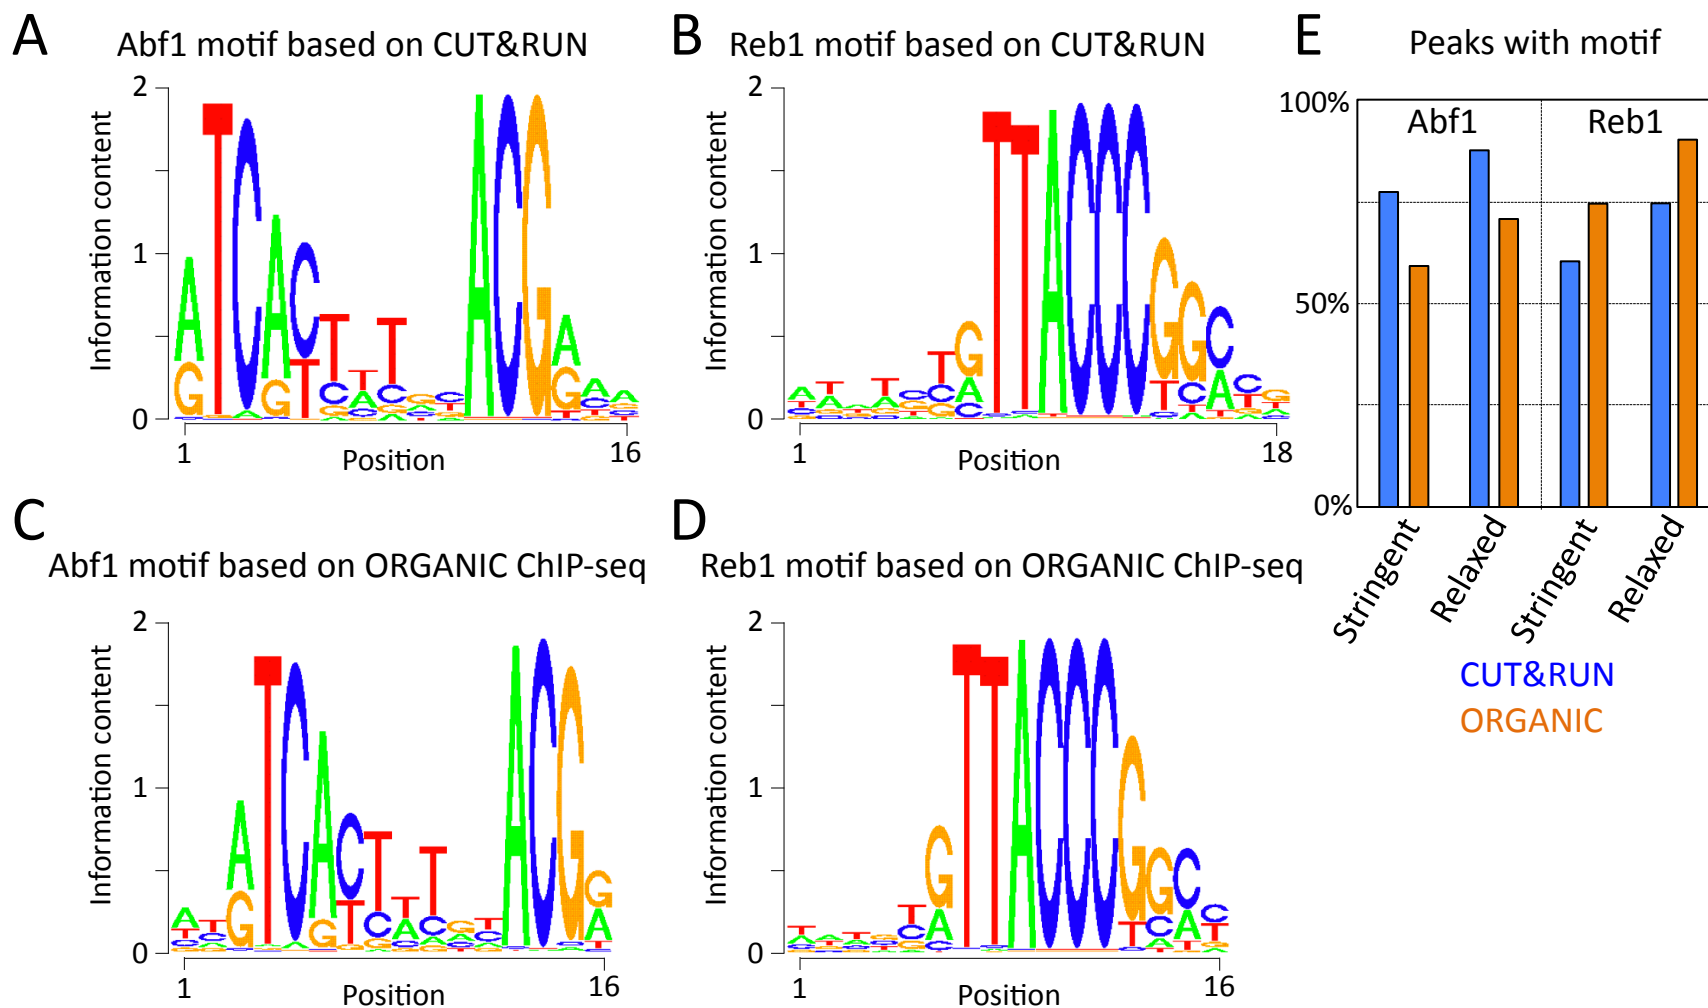 A
Abf1 motif based on CUT&RUN
Information content
2
1
0
1
16
Position
B
Reb1 motif based on CUT&RUN
Information content
2
1
0
1
18
Position
C
Abf1 motif based on ORGANIC ChIP-seq
Information content
2
1
0
1
16
Position
D
Reb1 motif based on ORGANIC ChIP-seq
Information content
2
1
0
1
16
Position
E
Peaks with motif
100%
50%
0%
Abf1
Reb1
Stringent
Relaxed
Stringent
Relaxed
CUT&RUN
ORGANIC